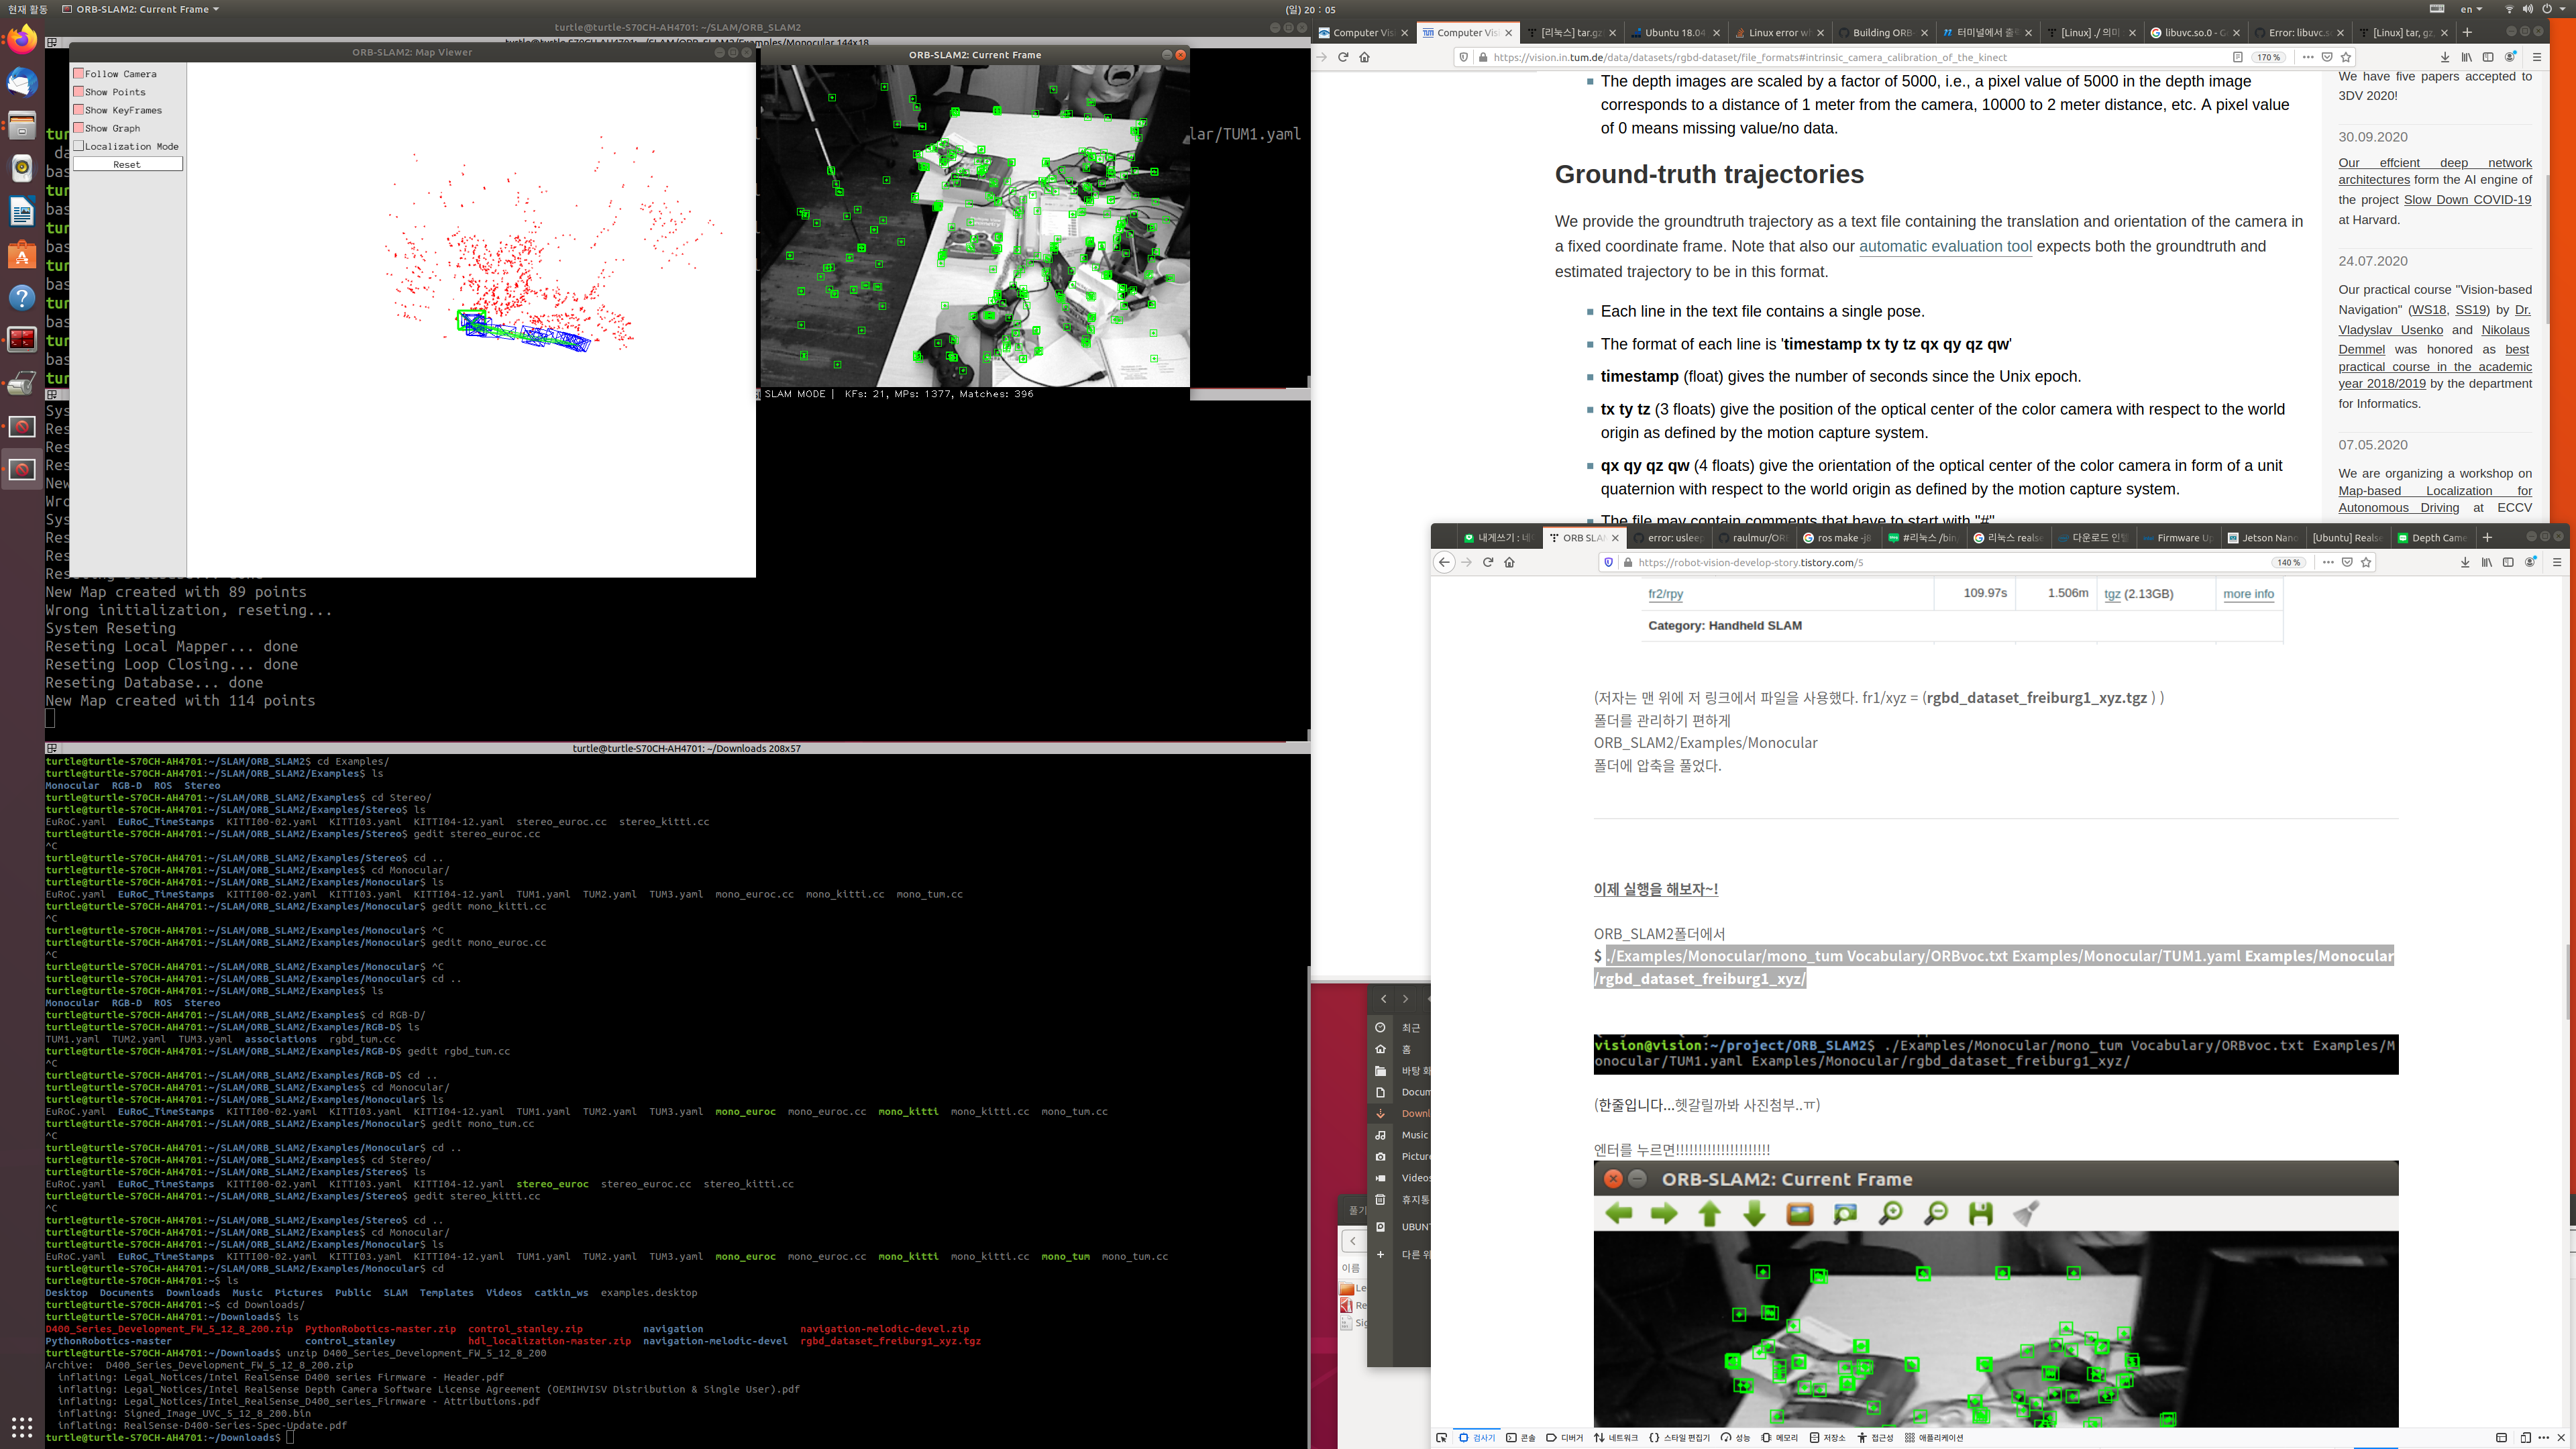 현재 활동
ORB-SLAM2: Current Frame
(일) 20 : 05
en
turtle@turtle-S70CH-AH4701: ~/SLAM/ORB_SLAM2
ORB-SLAM2: Map Viewer
Follow Camera
Show Points
Show KeyFrames
Show Graph
Localization Mode
Reset
ORB-SLAM2: Current Frame
lar/TUM1.yaml
SLAM MODE | KFs: 21, MPs: 1377, Matches: 396
New Map created with 89 points
Wrong initialization, reseting...
System Reseting
Reseting Local Mapper... done
Reseting Loop Closing... done
Reseting Database... done
New Map created with 114 points
turtle@turtle-S70CH-AH4701: ~/Downloads 208x57
turtle@turtle-S70CH-AH4701:~/SLAM/ORB_SLAM2$ cd Examples/
turtle@turtle-S70CH-AH4701:~/SLAM/ORB_SLAM2/Examples$ ls
Monocular RGB-D ROS Stereo
turtle@turtle-S70CH-AH4701:~/SLAM/ORB_SLAM2/Examples$ cd Stereo/
turtle@turtle-S70CH-AH4701:~/SLAM/ORB_SLAM2/Examples/Stereo$ ls
EuRoC.yaml EuRoC_TimeStamps KITTI00-02.yaml KITTI03.yaml KITTI04-12.yaml stereo_euroc.cc stereo_kitti.cc
turtle@turtle-S70CH-AH4701:~/SLAM/ORB_SLAM2/Examples/Stereo$ gedit stereo_euroc.cc
^C
turtle@turtle-S70CH-AH4701:~/SLAM/ORB_SLAM2/Examples/Stereo$ cd ..
turtle@turtle-S70CH-AH4701:~/SLAM/ORB_SLAM2/Examples$ cd Monocular/
turtle@turtle-S70CH-AH4701:~/SLAM/ORB_SLAM2/Examples/Monocular$ ls
EuRoC.yaml EuRoC_TimeStamps KITTI00-02.yaml KITTI03.yaml KITTI04-12.yaml TUM1.yaml TUM2.yaml TUM3.yaml mono_euroc.cc mono_kitti.cc mono_tum.cc
turtle@turtle-S70CH-AH4701:~/SLAM/ORB_SLAM2/Examples/Monocular$ gedit mono_kitti.cc
^C
turtle@turtle-S70CH-AH4701:~/SLAM/ORB_SLAM2/Examples/Monocular$ ^C
turtle@turtle-S70CH-AH4701:~/SLAM/ORB_SLAM2/Examples/Monocular$ gedit mono_euroc.cc
^C
turtle@turtle-S70CH-AH4701:~/SLAM/ORB_SLAM2/Examples/Monocular$ ^C
turtle@turtle-S70CH-AH4701:~/SLAM/ORB_SLAM2/Examples/Monocular$ cd ..
turtle@turtle-S70CH-AH4701:~/SLAM/ORB_SLAM2/Examples$ ls
Monocular RGB-D ROS Stereo
turtle@turtle-S70CH-AH4701:~/SLAM/ORB_SLAM2/Examples$ cd RGB-D/
turtle@turtle-S70CH-AH4701:~/SLAM/ORB_SLAM2/Examples/RGB-D$ ls
TUM1.yaml TUM2.yaml TUM3.yaml associations rgbd_tum.cc
turtle@turtle-S70CH-AH4701:~/SLAM/ORB_SLAM2/Examples/RGB-D$ gedit rgbd_tum.cc
^C
turtle@turtle-S70CH-AH4701:~/SLAM/ORB_SLAM2/Examples/RGB-D$ cd ..
turtle@turtle-S70CH-AH4701:~/SLAM/ORB_SLAM2/Examples$ cd Monocular/
turtle@turtle-S70CH-AH4701:~/SLAM/ORB_SLAM2/Examples/Monocular$ ls
EuRoC.yaml EuRoC_TimeStamps KITTI00-02.yaml KITTI03.yaml KITTI04-12.yaml TUM1.yaml TUM2.yaml TUM3.yaml mono_euroc mono_euroc.cc mono_kitti mono_kitti.cc mono_tum.cc
turtle@turtle-S70CH-AH4701:~/SLAM/ORB_SLAM2/Examples/Monocular$ gedit mono_tum.cc
^C
turtle@turtle-S70CH-AH4701:~/SLAM/ORB_SLAM2/Examples/Monocular$ cd ..
turtle@turtle-S70CH-AH4701:~/SLAM/ORB_SLAM2/Examples$ cd Stereo/
turtle@turtle-S70CH-AH4701:~/SLAM/ORB_SLAM2/Examples/Stereo$ ls
EuRoC.yaml EuRoC_TimeStamps KITTI00-02.yaml KITTI03.yaml KITTI04-12.yaml stereo_euroc stereo_euroc.cc stereo_kitti.cc
turtle@turtle-S70CH-AH4701:~/SLAM/ORB_SLAM2/Examples/Stereo$ gedit stereo_kitti.cc
^C
turtle@turtle-S70CH-AH4701:~/SLAM/ORB_SLAM2/Examples/Stereo$ cd ..
turtle@turtle-S70CH-AH4701:~/SLAM/ORB_SLAM2/Examples$ cd Monocular/
turtle@turtle-S70CH-AH4701:~/SLAM/ORB_SLAM2/Examples/Monocular$ ls
EuRoC.yaml EuRoC_TimeStamps KITTI00-02.yaml KITTI03.yaml KITTI04-12.yaml TUM1.yaml TUM2.yaml TUM3.yaml mono_euroc mono_euroc.cc mono_kitti mono_kitti.cc mono_tum mono_tum.cc
turtle@turtle-S70CH-AH4701:~/SLAM/ORB_SLAM2/Examples/Monocular$ cd
turtle@turtle-S70CH-AH4701:~$ ls
Desktop Documents Downloads Music Pictures Public SLAM Templates Videos catkin_ws examples.desktop
turtle@turtle-S70CH-AH4701:~$ cd Downloads/
turtle@turtle-S70CH-AH4701:~/Downloads$ ls
D400_Series_Development_FW_5_12_8_200.zip PythonRobotics-master.zip control_stanley.zip navigation navigation-melodic-devel.zip
PythonRobotics-master control_stanley hdl_localization-master.zip navigation-melodic-devel rgbd_dataset_freiburg1_xyz.tgz
turtle@turtle-S70CH-AH4701:~/Downloads$ unzip D400_Series_Development_FW_5_12_8_200
Archive: D400_Series_Development_FW_5_12_8_200.zip
inflating: Legal_Notices/Intel RealSense D400 series Firmware - Header.pdf
inflating: Legal_Notices/Intel RealSense Depth Camera Software License Agreement (OEMIHVISV Distribution & Single User).pdf
inflating: Legal_Notices/Intel_RealSense_D400_series_Firmware - Attributions.pdf
inflating: Signed_Image_UVC_5_12_8_200.bin
inflating: RealSense-D400-Series-Spec-Update.pdf
turtle@turtle-S70CH-AH4701:~/Downloads$
Computer Vis
Computer Vis
[리눅스] tar.gz
Ubuntu 18.04
Linux error w
Building ORB
터미널에서 출
[Linux] ./ 의미
libuvc.so.0 - G
Error: libuvc.s
[Linux] tar, gz
https://vision.in.tum.de/data/datasets/rgbd-dataset/file_formats#intrinsic_camera_calibration_of_the_kinect
170 %
The depth images are scaled by a factor of 5000, i.e., a pixel value of 5000 in the depth image
corresponds to a distance of 1 meter from the camera, 10000 to 2 meter distance, etc. A pixel value
of 0 means missing value/no data.
Ground-truth trajectories
We provide the groundtruth trajectory as a text file containing the translation and orientation of the camera in
a fixed coordinate frame. Note that also our automatic evaluation tool expects both the groundtruth and
estimated trajectory to be in this format.
Each line in the text file contains a single pose.
The format of each line is 'timestamp tx ty tz qx qy qz qw'
timestamp (float) gives the number of seconds since the Unix epoch.
tx ty tz (3 floats) give the position of the optical center of the color camera with respect to the world
origin as defined by the motion capture system.
qx qy qz qw (4 floats) give the orientation of the optical center of the color camera in form of a unit
quaternion with respect to the world origin as defined by the motion capture system.
The file may contain comments that have to start with "#"
We have five papers accepted to
3DV 2020!
30.09.2020
Our effcient deep network
architectures form the AI engine of
the project Slow Down COVID-19
at Harvard.
24.07.2020
Our practical course "Vision-based
Navigation" (WS18, SS19) by Dr.
Vladyslav Usenko and Nikolaus
Demmel was honored as best
practical course in the academic
year 2018/2019 by the department
for Informatics.
07.05.2020
We are organizing a workshop on
Map-based Localization for
Autonomous Driving at ECCV
내게쓰기 : 네
ORB SLA
error: usleep
raulmur/OR
ros make -j8
#리눅스 /bin
리눅스 realse
다운로드 인텔
Firmware Up
Jetson Nano
[Ubuntu] Realse
Depth Came
https://robot-vision-develop-story.tistory.com/5
140 %
fr2/rpy 109.97s 1.506m tgz (2.13GB) more info
Category: Handheld SLAM
(저자는 맨 위에 저 링크에서 파일을 사용했다. fr1/xyz = (rgbd_dataset_freiburg1_xyz.tgz ) )
폴더를 관리하기 편하게
ORB_SLAM2/Examples/Monocular
폴더에 압축을 풀었다.
이제 실행을 해보자~!
ORB_SLAM2폴더에서
$ ./Examples/Monocular/mono_tum Vocabulary/ORBvoc.txt Examples/Monocular/TUM1.yaml Examples/Monocular
/rgbd_dataset_freiburg1_xyz/
vision@vision:~/project/ORB_SLAM2$ ./Examples/Monocular/mono_tum Vocabulary/ORBvoc.txt Examples/M
onocular/TUM1.yaml Examples/Monocular/rgbd_dataset_freiburg1_xyz/
(한줄입니다...헷갈릴까봐 사진첨부..ㅠ)
엔터를 누르면!!!!!!!!!!!!!!!!!!!!!
ORB-SLAM2: Current Frame
최근
홈
바탕 화
Docum
Downl
Music
Picture
Videos
휴지통
UBUNT
다른 위
풀기
이름
Le
Re
Sig
검사기
콘솔
디버거
네트워크
스타일 편집기
성능
메모리
저장소
접근성
애플리케이션